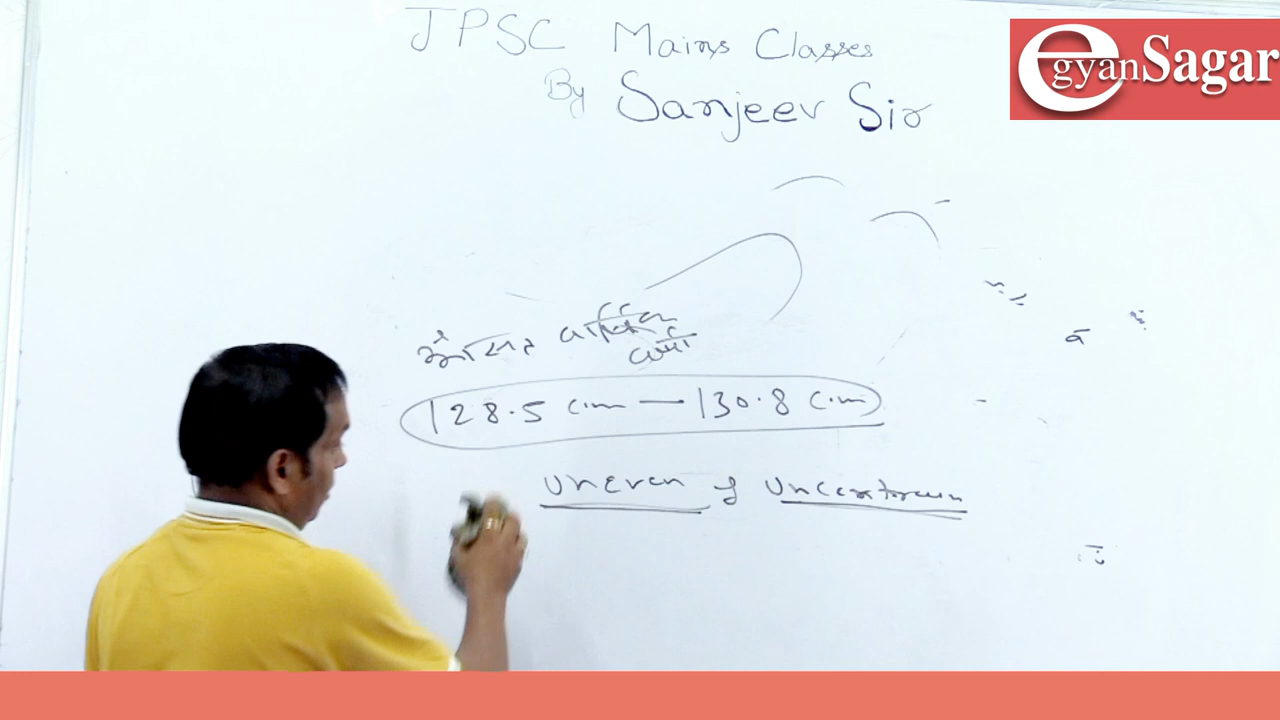 JPSC Mains Classes
By Sanjeev Sir
egyanSagar
औसत वार्षिक
वर्षा
128.5 cm — 130.8 cm
Uneven & Uncertain